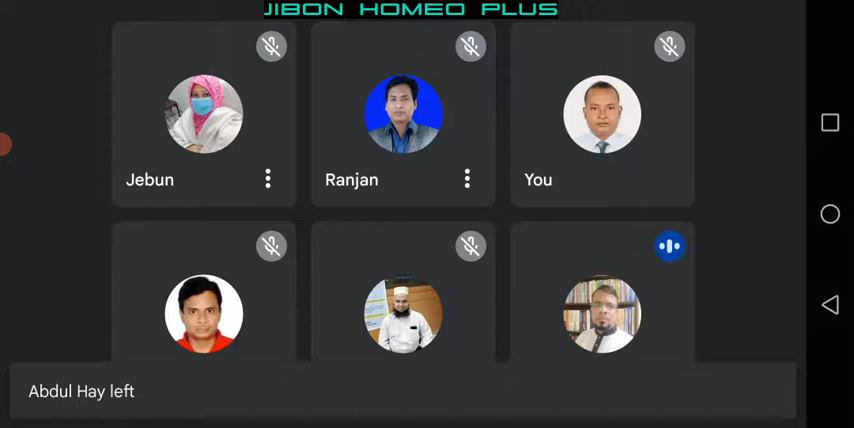 JIBON HOMEO PLUS
Jebun
Ranjan
You
Abdul Hay left